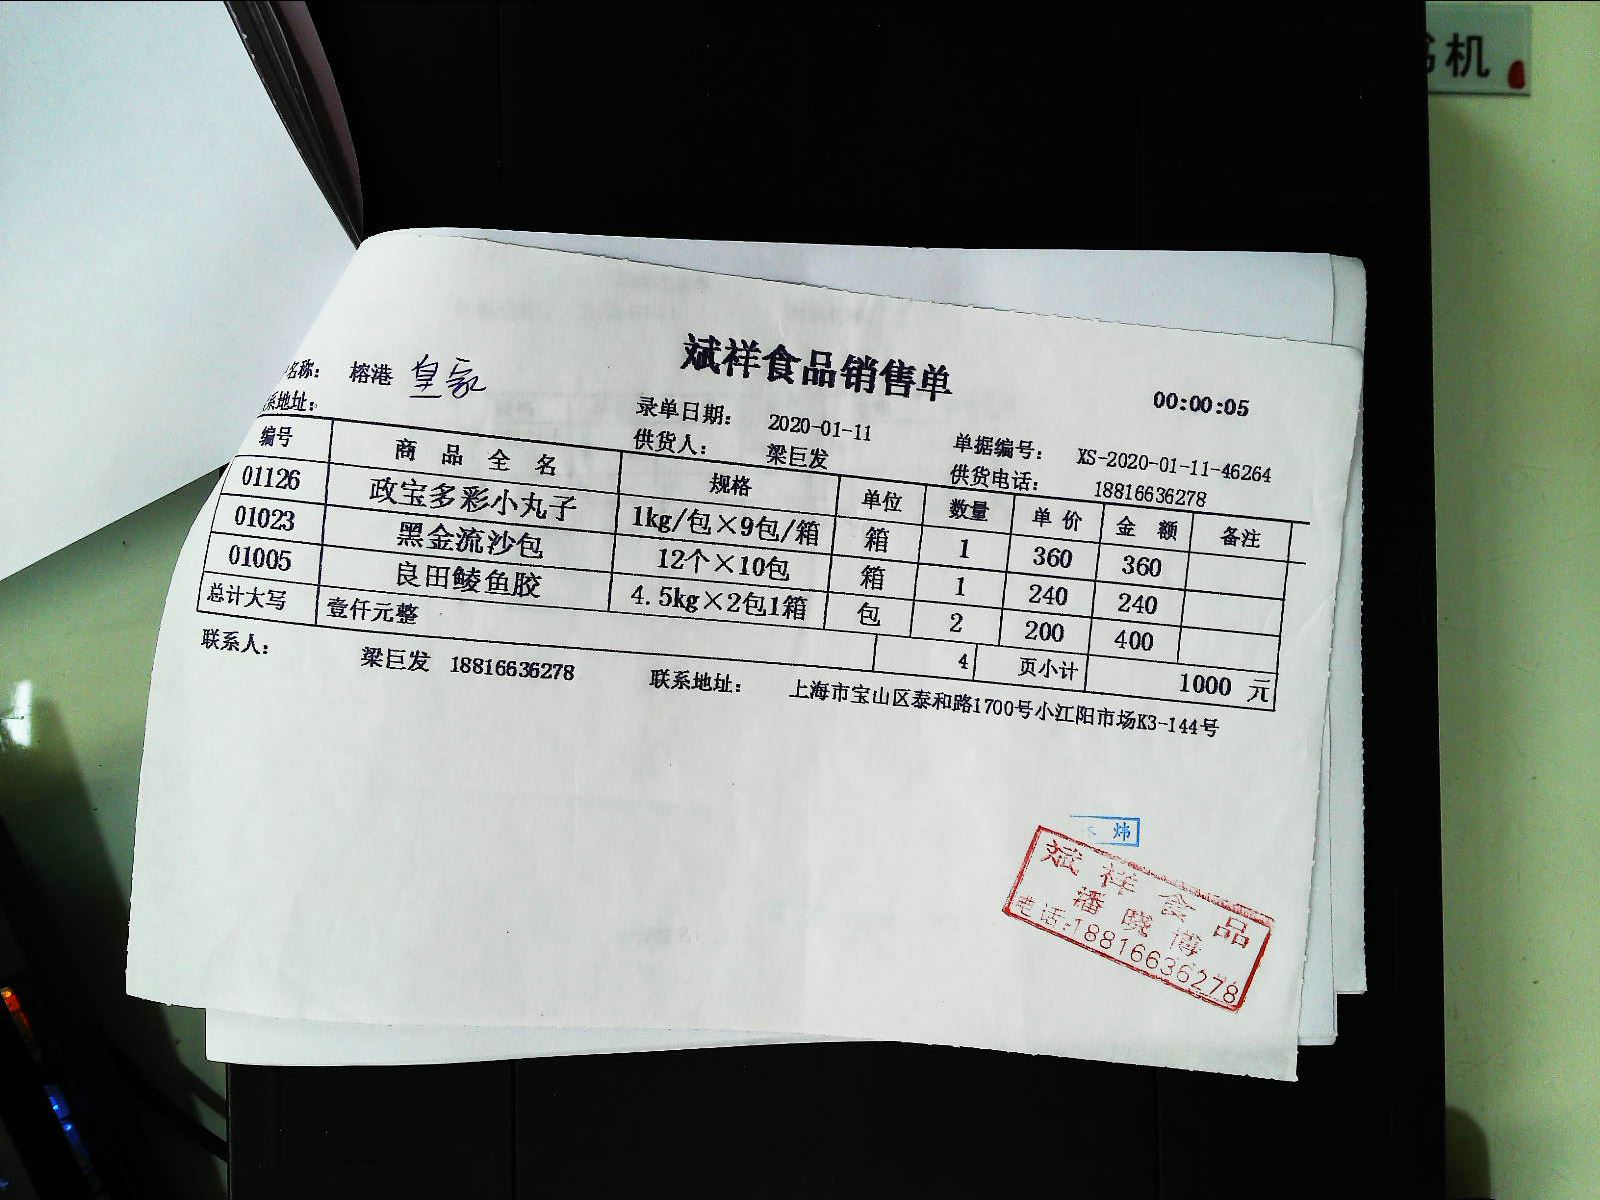 书机
斌祥食品销售单
00:00:05
名称： 榕港 皇家
系地址：
录单日期： 2020-01-11
单据编号： XS-2020-01-11-46264
供货人： 梁巨发
供货电话： 18816636278
编号 商 品 全 名 规格 单位 数量 单 价 金 额 备注
01126 政宝多彩小丸子 1kg/包×9包/箱 箱 1 360 360
01023 黑金流沙包 12个×10包 箱 1 240 240
01005 良田鲮鱼胶 4.5kg×2包1箱 包 2 200 400
总计大写 壹仟元整 4 页小计 1000 元
联系人： 梁巨发 18816636278 联系地址： 上海市宝山区泰和路1700号小江阳市场K3-144号
炜
斌祥食品
潘晓博
电话:18816636278